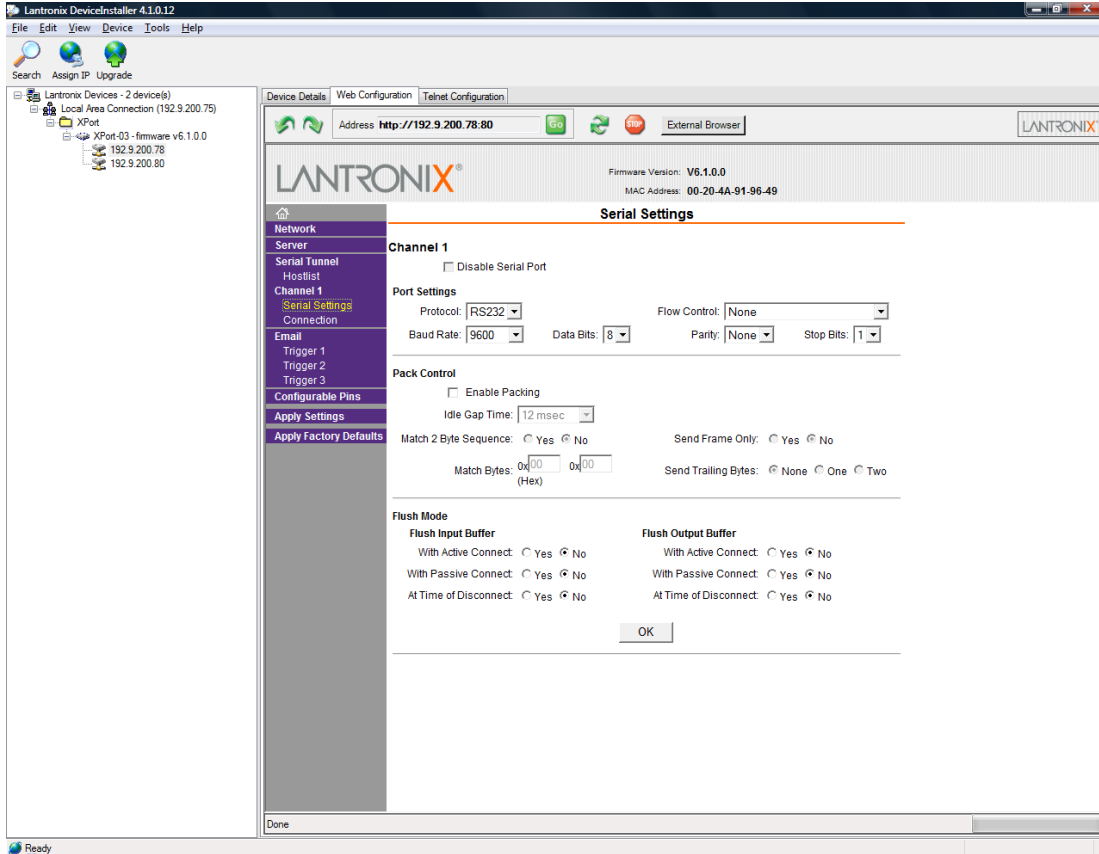 Lantronix DeviceInstaller 4.1.0.12
File Edit View Device Tools Help
Search Assign IP Upgrade
Lantronix Devices - 2 device(s)
Local Area Connection (192.9.200.75)
XPort
XPort-03 - firmware v6.1.0.0
192.9.200.78
192.9.200.80
Device Details Web Configuration Telnet Configuration
Address http://192.9.200.78:80 Go STOP External Browser LANTRONIX
LANTRONIX®
Firmware Version: V6.1.0.0
MAC Address: 00-20-4A-91-96-49
Network
Server
Serial Tunnel
Hostlist
Channel 1
Serial Settings
Connection
Email
Trigger 1
Trigger 2
Trigger 3
Configurable Pins
Apply Settings
Apply Factory Defaults
Serial Settings
Channel 1
Disable Serial Port
Port Settings
Protocol: RS232 Flow Control: None
Baud Rate: 9600 Data Bits: 8 Parity: None Stop Bits: 1
Pack Control
Enable Packing
Idle Gap Time: 12 msec
Match 2 Byte Sequence: Yes No Send Frame Only: Yes No
Match Bytes: 0x00 0x00 Send Trailing Bytes: None One Two
(Hex)
Flush Mode
Flush Input Buffer Flush Output Buffer
With Active Connect: Yes No With Active Connect: Yes No
With Passive Connect: Yes No With Passive Connect: Yes No
At Time of Disconnect: Yes No At Time of Disconnect: Yes No
OK
Done
Ready